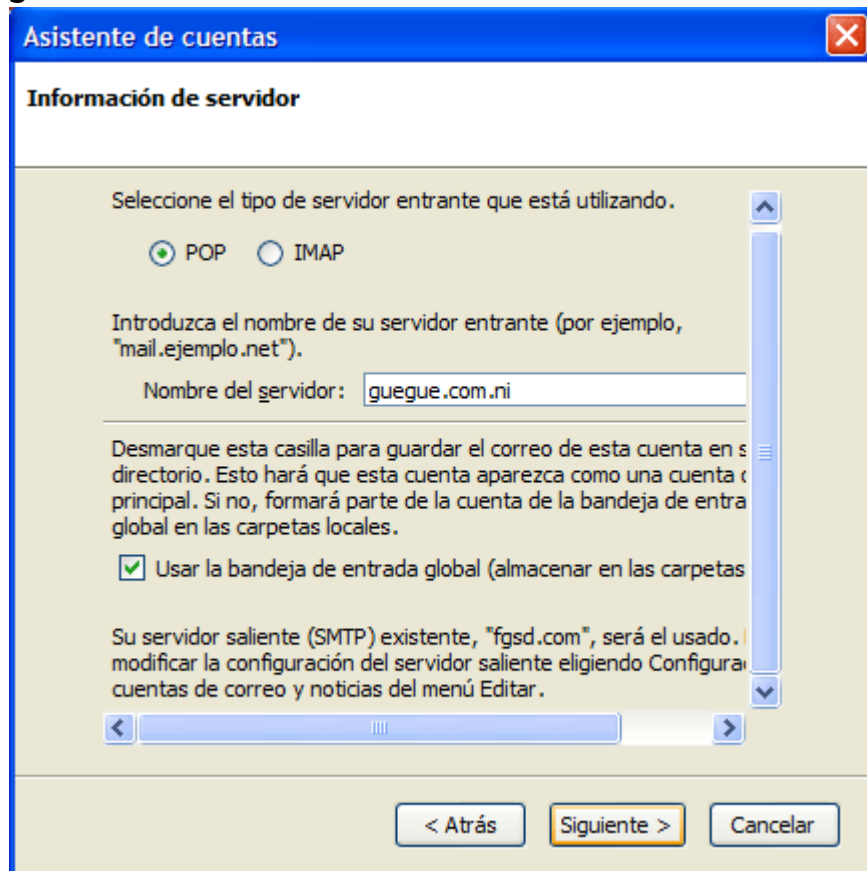 Asistente de cuentas
Información de servidor
Seleccione el tipo de servidor entrante que está utilizando.
POP IMAP
Introduzca el nombre de su servidor entrante (por ejemplo,
"mail.ejemplo.net").
Nombre del servidor: guegue.com.ni
Desmarque esta casilla para guardar el correo de esta cuenta en s
directorio. Esto hará que esta cuenta aparezca como una cuenta
principal. Si no, formará parte de la cuenta de la bandeja de entra
global en las carpetas locales.
Usar la bandeja de entrada global (almacenar en las carpetas
Su servidor saliente (SMTP) existente, "fgsd.com", será el usado.
modificar la configuración del servidor saliente eligiendo Configura
cuentas de correo y noticias del menú Editar.
< Atrás Siguiente > Cancelar